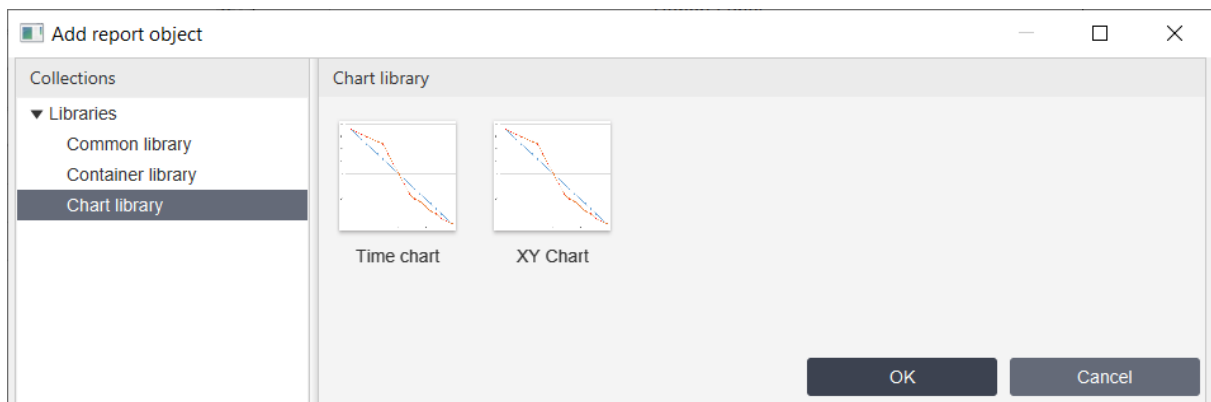 Add report object
Collections
Chart library
Libraries
Common library
Container library
Chart library
Time chart
XY Chart
OK
Cancel